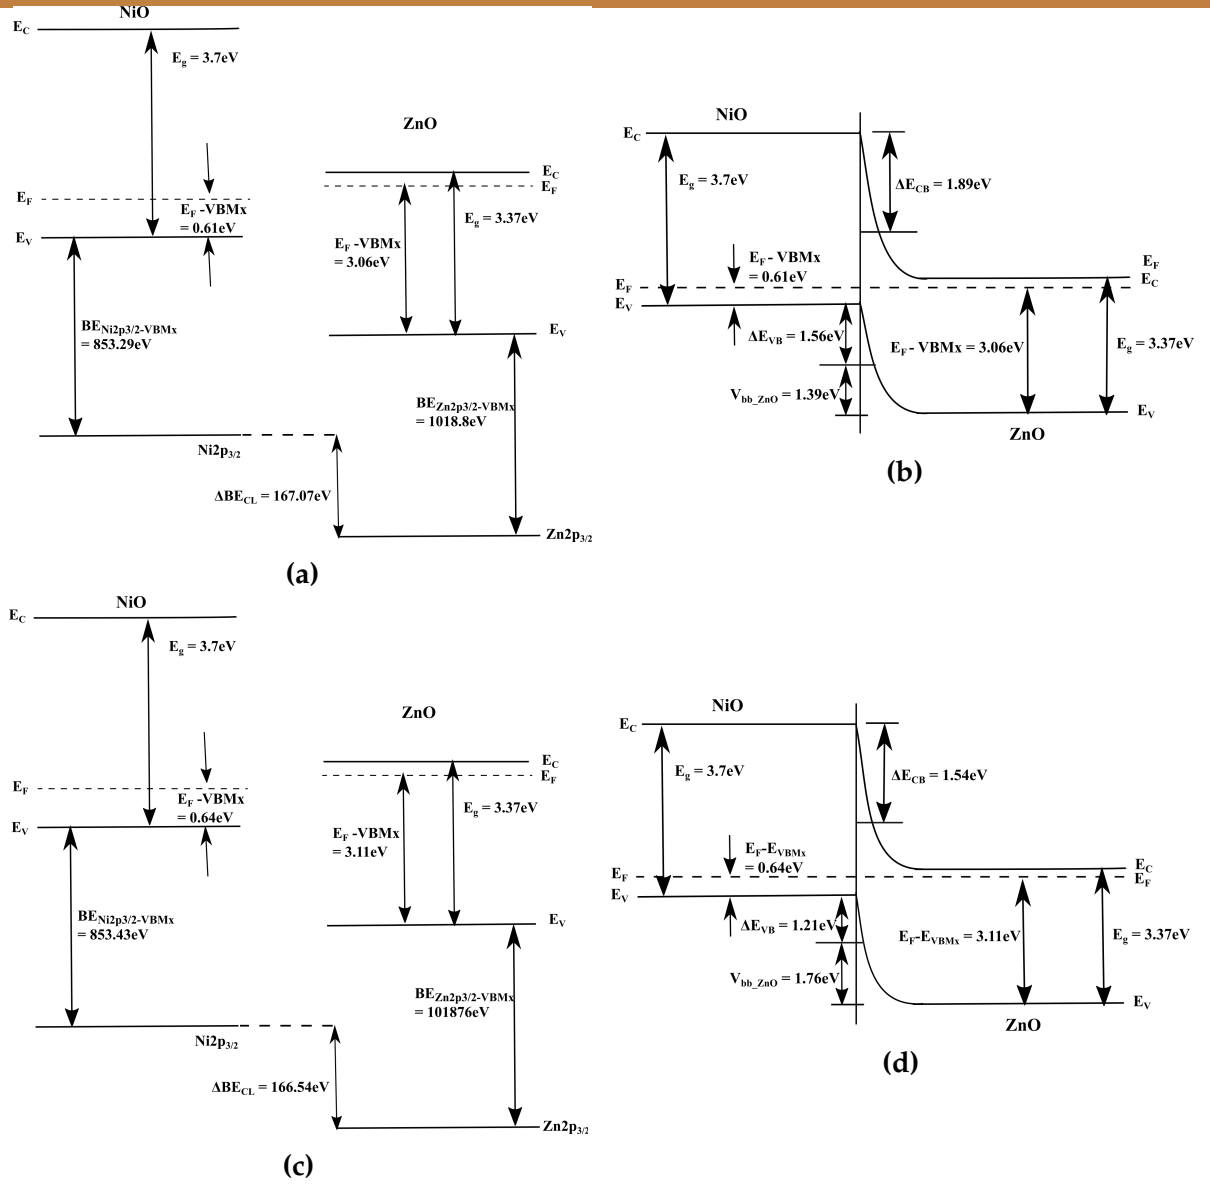 NiO
E_C
E_g = 3.7eV
ZnO
E_C
E_F
E_F
E_F -VBMx
= 0.61eV
E_g = 3.37eV
E_V
E_F -VBMx
= 3.06eV
BE_Ni2p3/2-VBMx
= 853.29eV
E_V
BE_Zn2p3/2-VBMx
= 1018.8eV
Ni2p_3/2
ΔBE_CL = 167.07eV
Zn2p_3/2
(a)
NiO
E_C
E_g = 3.7eV
ΔE_CB = 1.89eV
E_F - VBMx
= 0.61eV
E_F
E_C
E_F
E_V
ΔE_VB = 1.56eV
E_F - VBMx = 3.06eV
E_g = 3.37eV
V_bb_ZnO = 1.39eV
E_V
ZnO
(b)
NiO
E_C
E_g = 3.7eV
ZnO
E_C
E_F
E_F
E_F -VBMx
= 0.64eV
E_g = 3.37eV
E_V
E_F -VBMx
= 3.11eV
BE_Ni2p3/2-VBMx
= 853.43eV
E_V
BE_Zn2p3/2-VBMx
= 101876eV
Ni2p_3/2
ΔBE_CL = 166.54eV
Zn2p_3/2
(c)
NiO
E_C
E_g = 3.7eV
ΔE_CB = 1.54eV
E_F-E_VBMx
= 0.64eV
E_F
E_C
E_F
E_V
ΔE_VB = 1.21eV
E_F-E_VBMx = 3.11eV
E_g = 3.37eV
V_bb_ZnO = 1.76eV
E_V
ZnO
(d)